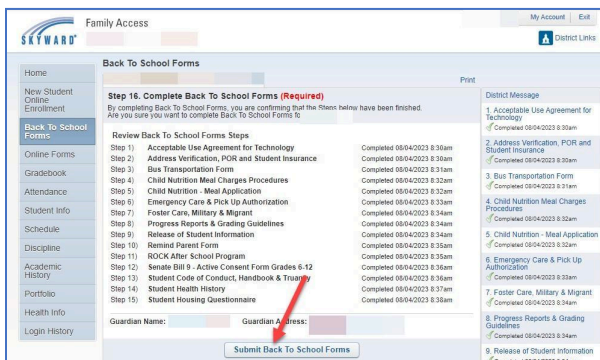 SKYWARD®
Family Access
My Account
Exit
District Links
Home
New Student
Online
Enrollment
Back To School
Forms
Online Forms
Gradebook
Attendance
Student Info
Schedule
Discipline
Academic
History
Portfolio
Health Info
Login History
Back To School Forms
Print
Step 16. Complete Back To School Forms (Required)
By completing Back To School Forms, you are confirming that the Steps below have been finished.
Are you sure you want to complete Back To School Forms fo
Review Back To School Forms Steps
Step 1) Acceptable Use Agreement for Technology Completed 08/04/2023 8:30am
Step 2) Address Verification, POR and Student Insurance Completed 08/04/2023 8:30am
Step 3) Bus Transportation Form Completed 08/04/2023 8:31am
Step 4) Child Nutrition Meal Charges Procedures Completed 08/04/2023 8:32am
Step 5) Child Nutrition - Meal Application Completed 08/04/2023 8:32am
Step 6) Emergency Care & Pick Up Authorization Completed 08/04/2023 8:33am
Step 7) Foster Care, Military & Migrant Completed 08/04/2023 8:34am
Step 8) Progress Reports & Grading Guidelines Completed 08/04/2023 8:34am
Step 9) Release of Student Information Completed 08/04/2023 8:34am
Step 10) Remind Parent Form Completed 08/04/2023 8:35am
Step 11) ROCK After School Program Completed 08/04/2023 8:35am
Step 12) Senate Bill 9 - Active Consent Form Grades 6-12 Completed 08/04/2023 8:36am
Step 13) Student Code of Conduct, Handbook & Truancy Completed 08/04/2023 8:36am
Step 14) Student Health History Completed 08/04/2023 8:37am
Step 15) Student Housing Questionnaire Completed 08/04/2023 8:38am
Guardian Name: Guardian Address:
Submit Back To School Forms
District Message
1. Acceptable Use Agreement for
Technology
Completed 08/04/2023 8:30am
2. Address Verification, POR and
Student Insurance
Completed 08/04/2023 8:30am
3. Bus Transportation Form
Completed 08/04/2023 8:31am
4. Child Nutrition Meal Charges
Procedures
Completed 08/04/2023 8:32am
5. Child Nutrition - Meal Application
Completed 08/04/2023 8:32am
6. Emergency Care & Pick Up
Authorization
Completed 08/04/2023 8:33am
7. Foster Care, Military & Migrant
Completed 08/04/2023 8:34am
8. Progress Reports & Grading
Guidelines
Completed 08/04/2023 8:34am
9. Release of Student Information